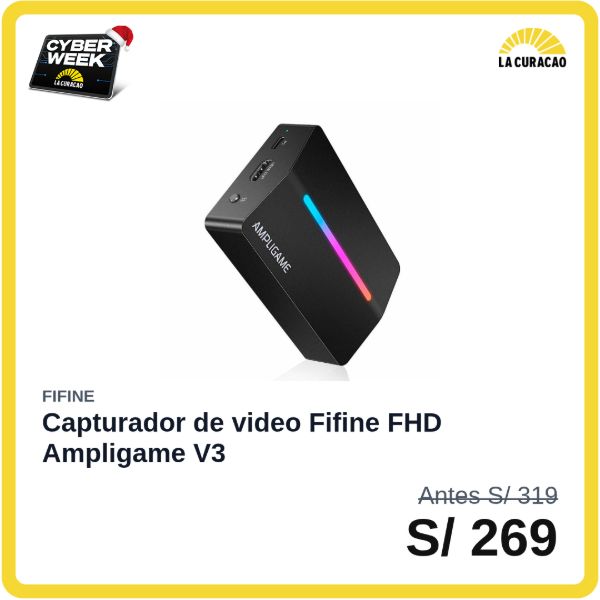 CYBER
WEEK
LA CURACAO
LA CURACAO
AMPLIGAME
FIFINE
Capturador de video Fifine FHD
Ampligame V3
Antes S/ 319
S/ 269